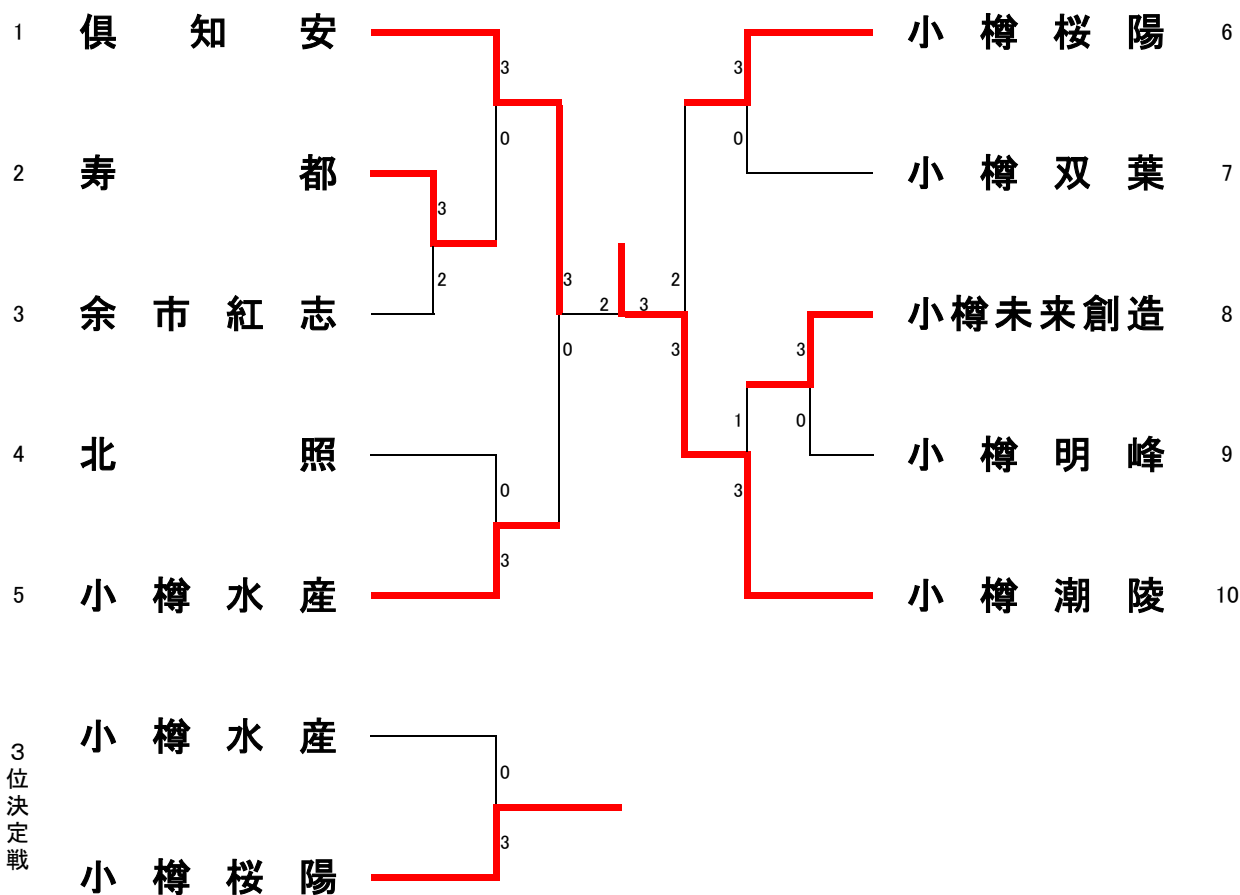 1 倶知安
3
0
2 寿都
3
2
3 余市紅志
3
0
2
4 北照
0
3
5 小樽水産
小樽桜陽 6
3
0
小樽双葉 7
2
3
3
小樽未来創造 8
3
0
1
3
小樽明峰 9
小樽潮陵 10
3位決定戦
小樽水産
0
3
小樽桜陽